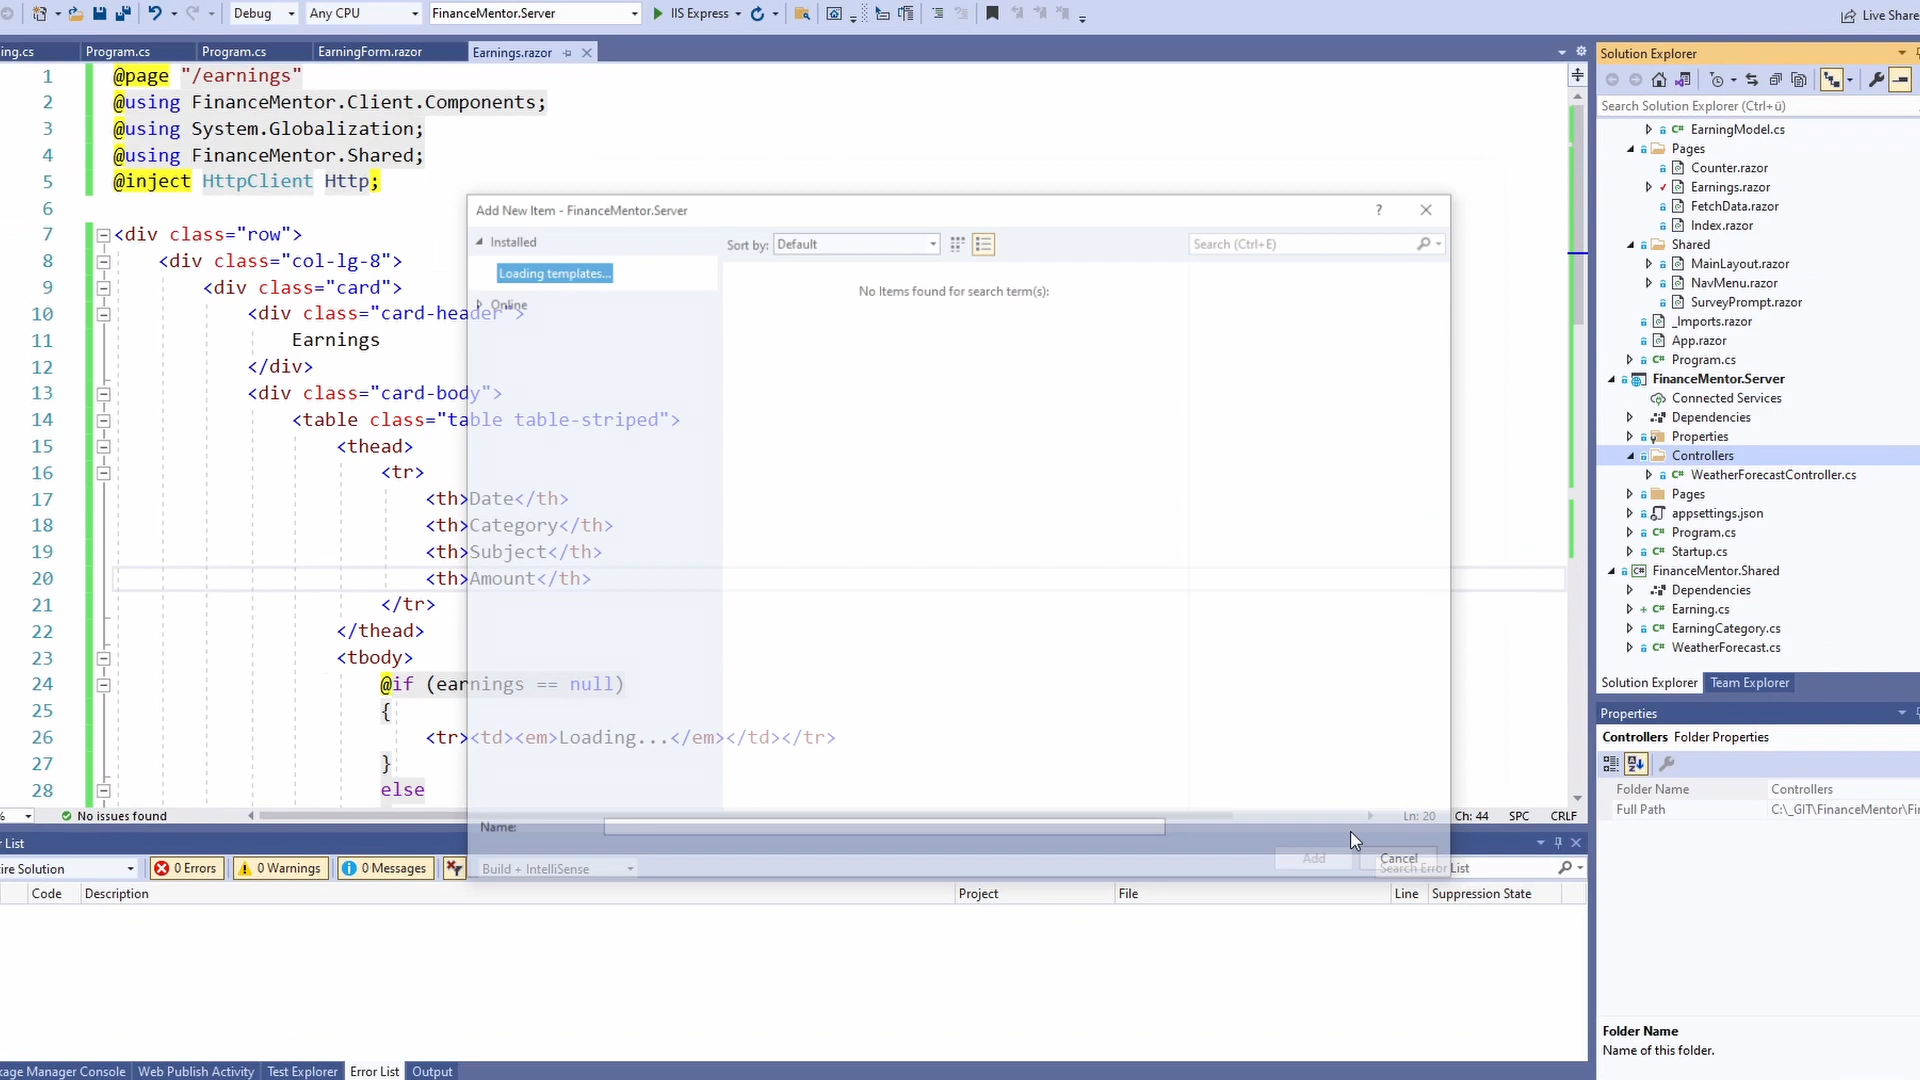 Debug
Any CPU
FinanceMentor.Server
IIS Express
Live Share
ing.cs
Program.cs
Program.cs
EarningForm.razor
Earnings.razor
1 @page "/earnings"
2 @using FinanceMentor.Client.Components;
3 @using System.Globalization;
4 @using FinanceMentor.Shared;
5 @inject HttpClient Http;
6
7 <div class="row">
8 <div class="col-lg-8">
9 <div class="card">
10 <div class="card-header">
11 Earnings
12 </div>
13 <div class="card-body">
14 <table class="table table-striped">
15 <thead>
16 <tr>
17 <th>Date</th>
18 <th>Category</th>
19 <th>Subject</th>
20 <th>Amount</th>
21 </tr>
22 </thead>
23 <tbody>
24 @if (earnings == null)
25 {
26 <tr><td><em>Loading...</em></td></tr>
27 }
28 else
Add New Item - FinanceMentor.Server
?
Installed
Sort by: Default
Search (Ctrl+E)
Loading templates...
No Items found for search term(s):
Online
Name:
Add
Cancel
% No issues found
Ln: 20
Ch: 44
SPC
CRLF
r List
ire Solution
0 Errors
0 Warnings
0 Messages
Build + IntelliSense
Search Error List
Code
Description
Project
File
Line
Suppression State
kage Manager Console
Web Publish Activity
Test Explorer
Error List
Output
Solution Explorer
Search Solution Explorer (Ctrl+ü)
EarningModel.cs
Pages
Counter.razor
Earnings.razor
FetchData.razor
Index.razor
Shared
MainLayout.razor
NavMenu.razor
SurveyPrompt.razor
_Imports.razor
App.razor
Program.cs
FinanceMentor.Server
Connected Services
Dependencies
Properties
Controllers
WeatherForecastController.cs
Pages
appsettings.json
Program.cs
Startup.cs
FinanceMentor.Shared
Dependencies
Earning.cs
EarningCategory.cs
WeatherForecast.cs
Solution Explorer
Team Explorer
Properties
Controllers Folder Properties
Folder Name Controllers
Full Path C:\_GIT\FinanceMentor\Fi
Folder Name
Name of this folder.